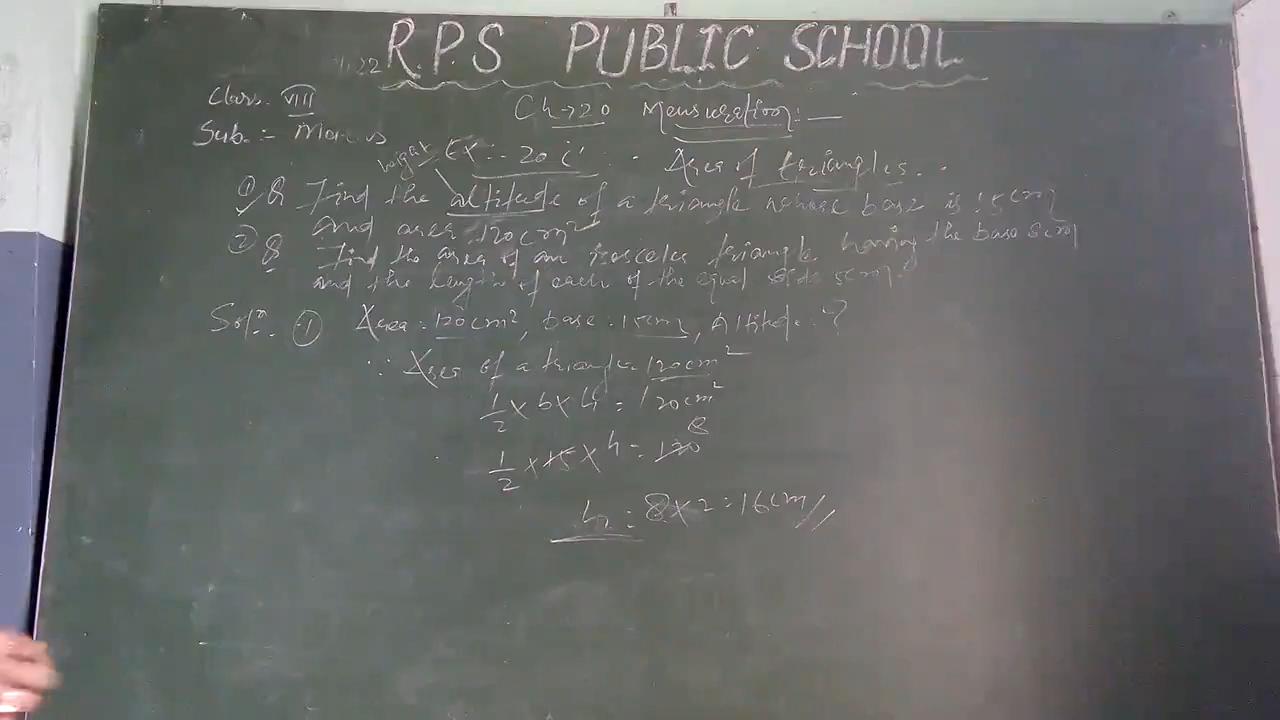 R.P.S PUBLIC SCHOOL
Class. VIII
Ch → 20 Mensuration:—
Sub. :-
height
EX :- 20 C
Area of triangles.
① Q Find the altitude of a triangle whose base is 15cm
and area 120cm²
② Q Find the area of an isosceles triangle having the base 8cm
and the length of each of the equal side 5cm.
Solⁿ. ① Area = 120cm², base = 15cm, Altitude = ?
∵ Area of a triangle = 120cm²
1/2 × b × h = 120cm²
8
1/2 × 15 × h = 120
h = 8 × 2 = 16cm //